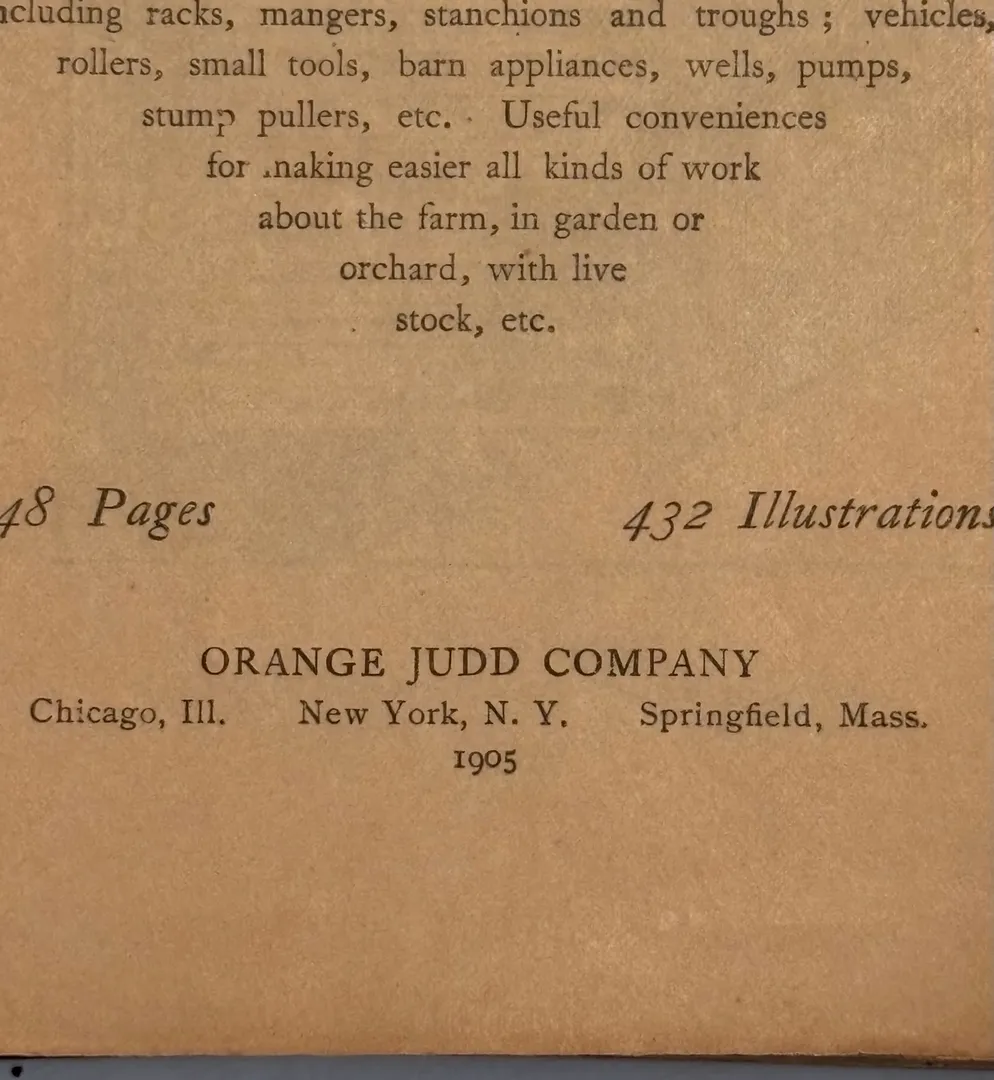 ncluding racks, mangers, stanchions and troughs ; vehicles,
rollers, small tools, barn appliances, wells, pumps,
stump pullers, etc. Useful conveniences
for making easier all kinds of work
about the farm, in garden or
orchard, with live
stock, etc.
48 Pages 432 Illustrations
ORANGE JUDD COMPANY
Chicago, Ill. New York, N. Y. Springfield, Mass.
1905